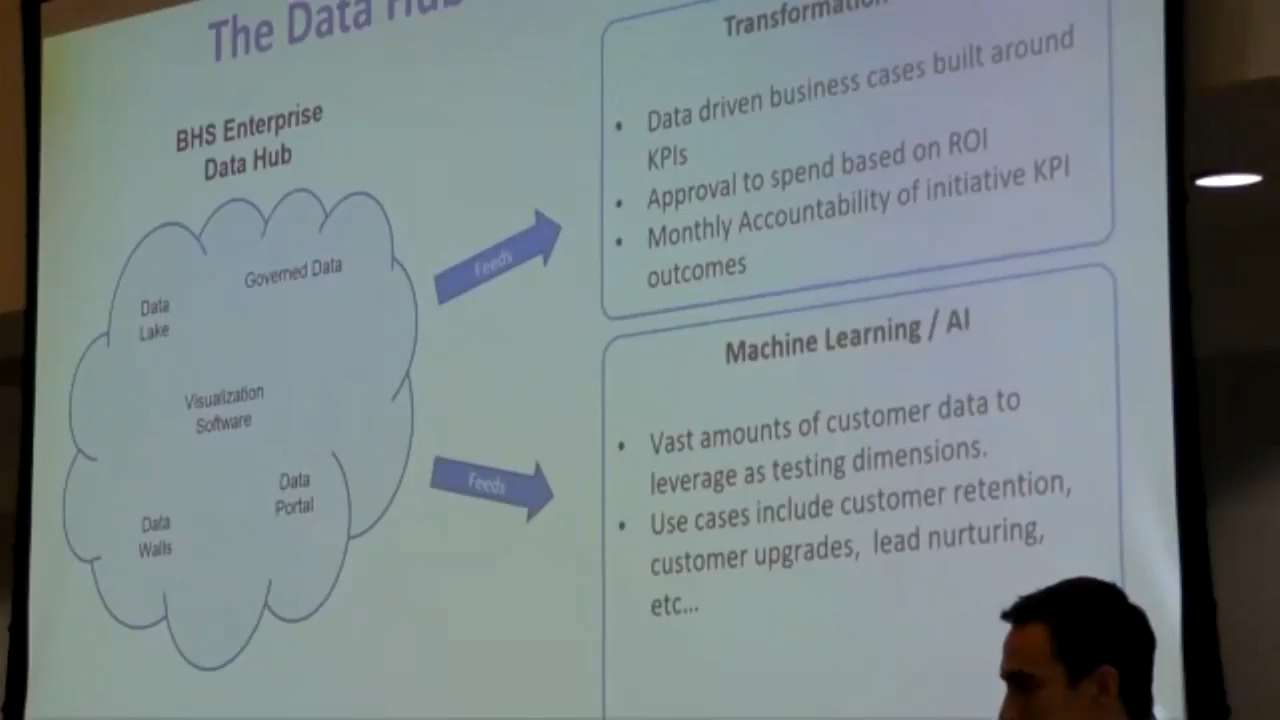 The Data Hub
BHS Enterprise
Data Hub
Governed Data
Data
Lake
Visualization
Software
Data
Portal
Data
Walls
Feeds
Feeds
Transformation
• Data driven business cases built around
KPIs
• Approval to spend based on ROI
• Monthly Accountability of initiative KPI
outcomes
Machine Learning / AI
• Vast amounts of customer data to
leverage as testing dimensions.
• Use cases include customer retention,
customer upgrades, lead nurturing,
etc...